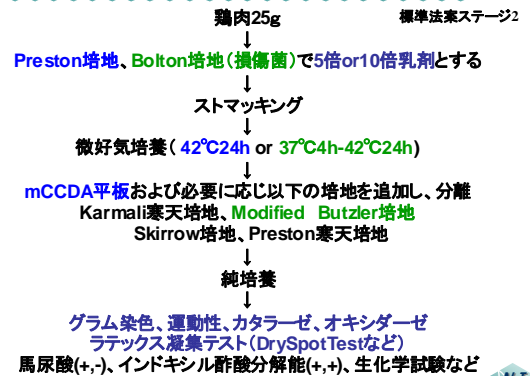 鶏肉25g
標準法案ステージ2
↓
Preston培地、Bolton培地(損傷菌)で5倍or10倍乳剤とする
↓
ストマッキング
↓
微好気培養( 42℃24h or 37℃4h-42℃24h)
↓
mCCDA平板および必要に応じ以下の培地を追加し、分離
Karmali寒天培地、Modified Butzler培地
Skirrow培地、Preston寒天培地
↓
純培養
↓
グラム染色、運動性、カタラーゼ、オキシダーゼ
ラテックス凝集テスト(DrySpotTestなど)
馬尿酸(+,-)、インドキシル酢酸分解能(+,+)、生化学試験など